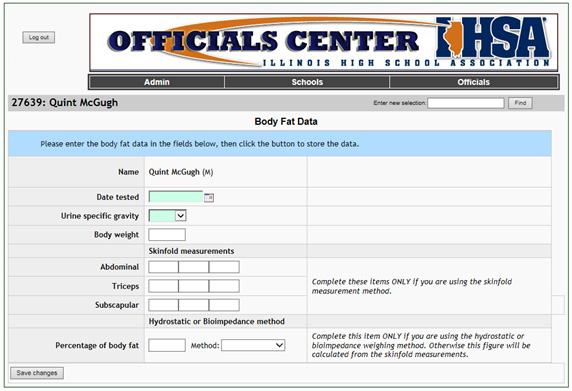 Log out
OFFICIALS CENTER IHSA
ILLINOIS HIGH SCHOOL ASSOCIATION
Admin Schools Officials
27639: Quint McGugh Enter new selection: Find
Body Fat Data
Please enter the body fat data in the fields below, then click the button to store the data.
Name Quint McGugh (M)
Date tested
Urine specific gravity
Body weight
Skinfold measurements
Abdominal
Triceps
Subscapular
Complete these items ONLY if you are using the skinfold
measurement method.
Hydrostatic or Bioimpedance method
Percentage of body fat Method:
Complete this item ONLY if you are using the hydrostatic or
bioimpedance weighing method. Otherwise this figure will be
calculated from the skinfold measurements.
Save changes